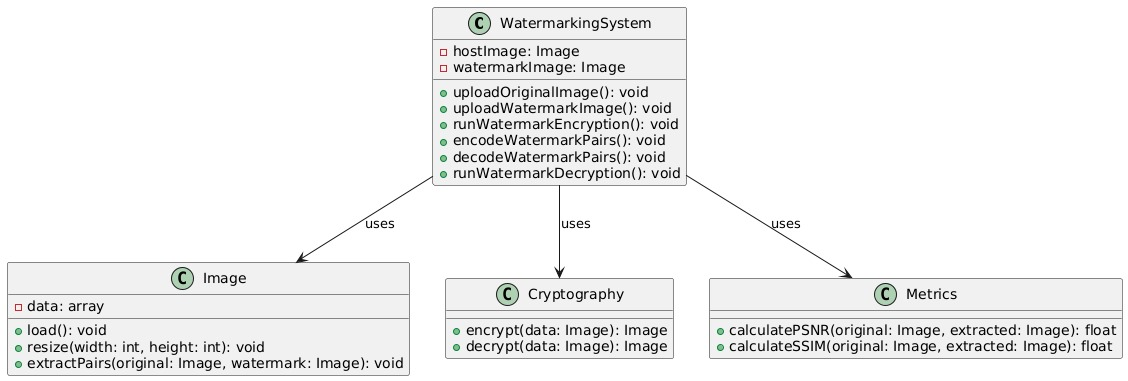 C WatermarkingSystem
hostImage: Image
watermarkImage: Image
uploadOriginalImage(): void
uploadWatermarkImage(): void
runWatermarkEncryption(): void
encodeWatermarkPairs(): void
decodeWatermarkPairs(): void
runWatermarkDecryption(): void
uses
uses
uses
C Image
data: array
load(): void
resize(width: int, height: int): void
extractPairs(original: Image, watermark: Image): void
C Cryptography
encrypt(data: Image): Image
decrypt(data: Image): Image
C Metrics
calculatePSNR(original: Image, extracted: Image): float
calculateSSIM(original: Image, extracted: Image): float